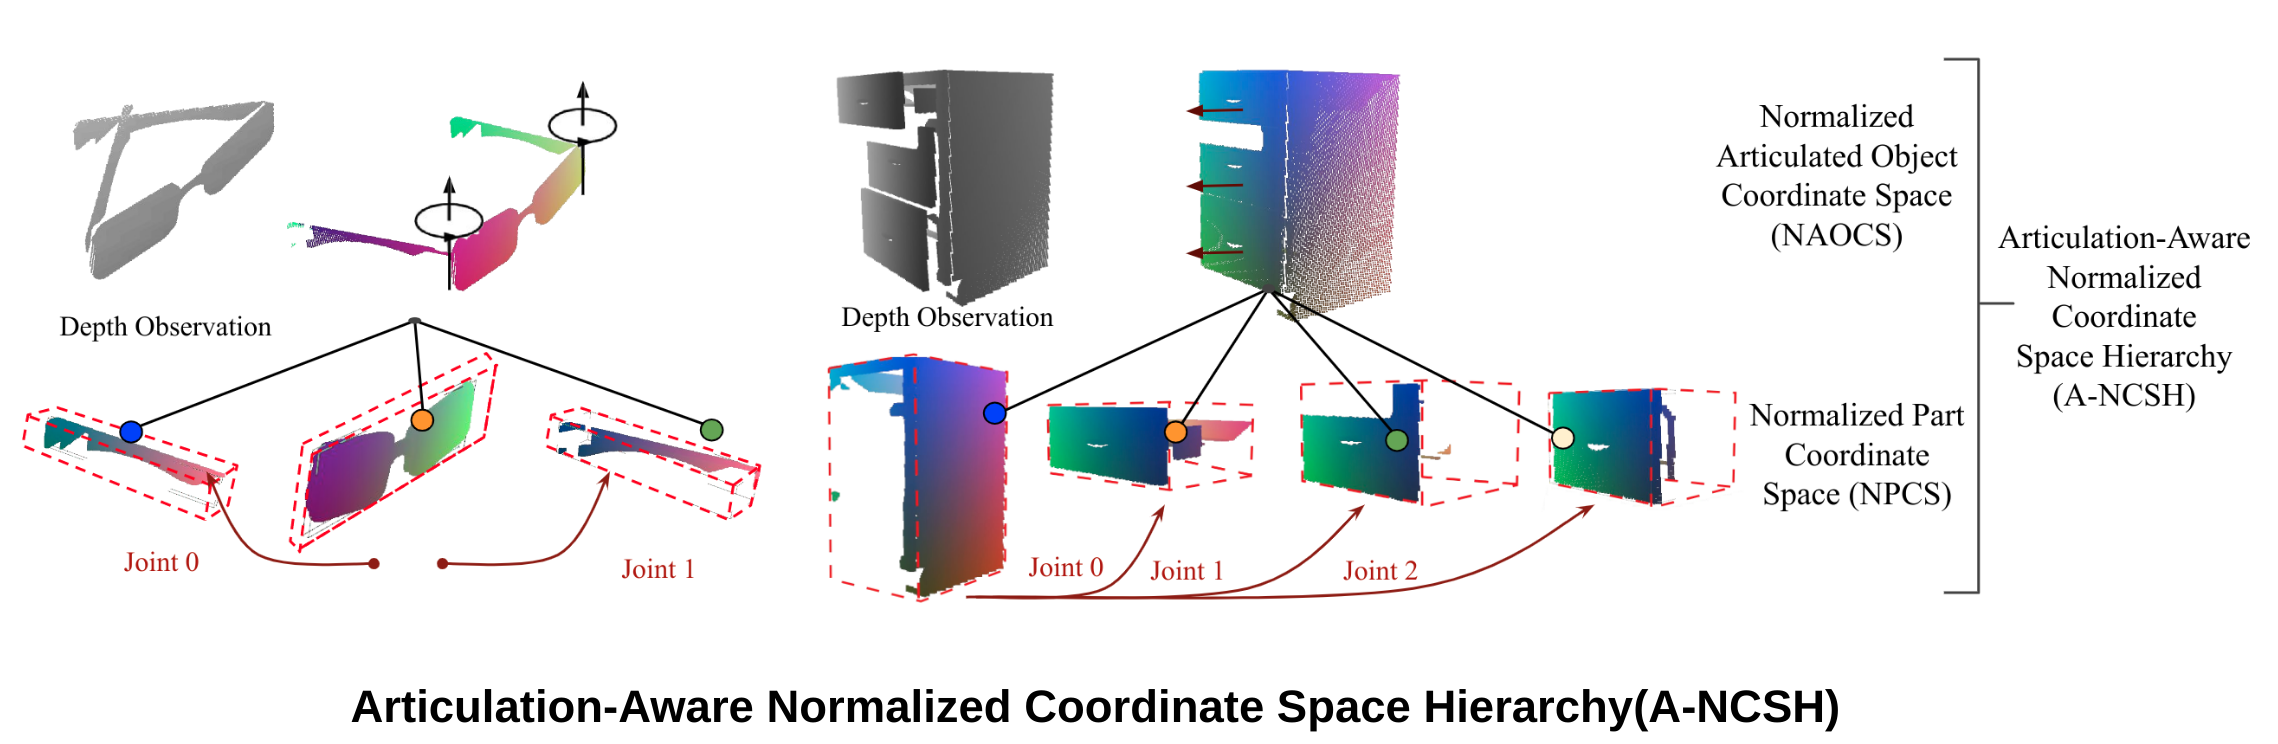 Depth Observation
Joint 0
Joint 1
Depth Observation
Joint 0
Joint 1
Joint 2
Normalized
Articulated Object
Coordinate Space
(NAOCS)
Normalized Part
Coordinate
Space (NPCS)
Articulation-Aware
Normalized
Coordinate
Space Hierarchy
(A-NCSH)
Articulation-Aware Normalized Coordinate Space Hierarchy(A-NCSH)